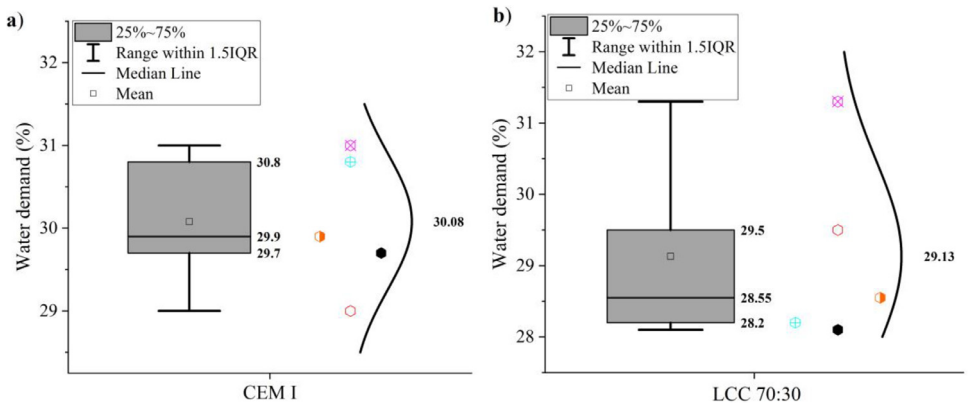 a)
25%~75%
Range within 1.5IQR
Median Line
Mean
Water demand (%)
32
31
30
29
30.8
29.9
29.7
30.08
CEM I
b)
25%~75%
Range within 1.5IQR
Median Line
Mean
Water demand (%)
32
31
30
29
28
29.5
28.55
28.2
29.13
LCC 70:30